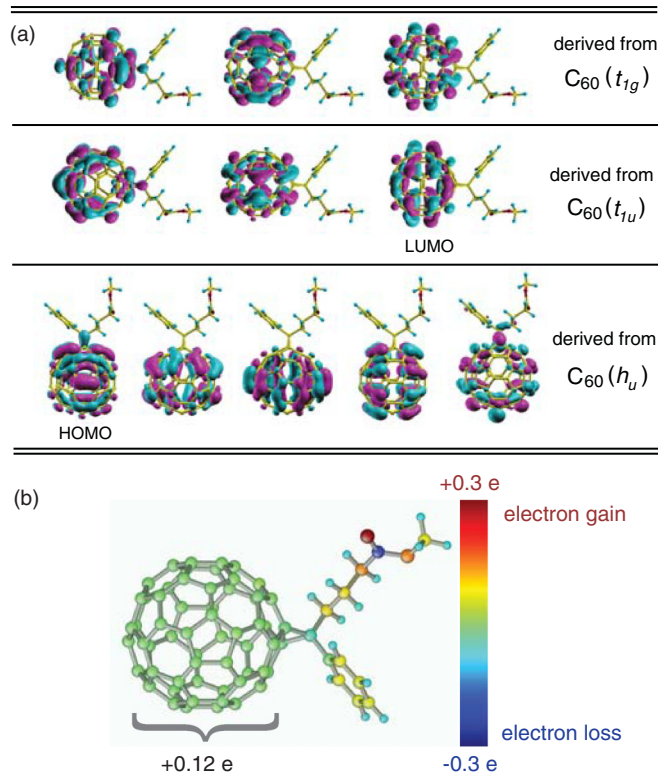 (a)
derived from
C60 (t1g)
derived from
C60(t1u)
LUMO
derived from
C60(hu)
HOMO
(b)
+0.3 e
electron gain
electron loss
+0.12 e
-0.3 e